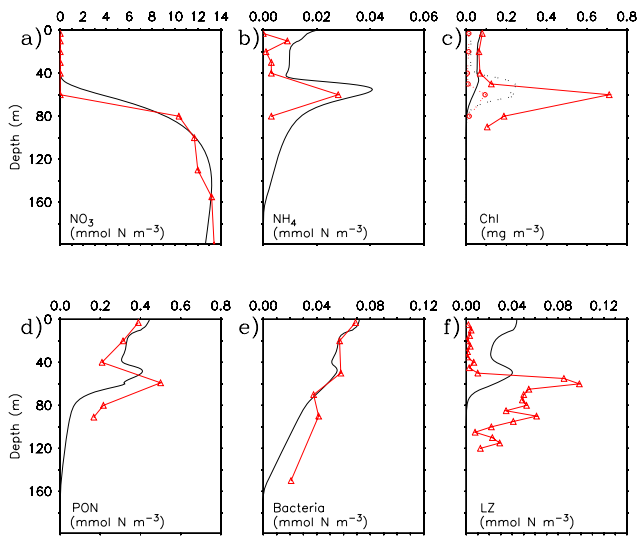 0 2 4 6 8 10 12 14
0.00 0.02 0.04 0.06
0.0 0.2 0.4 0.6 0.8
a)
b)
c)
0
40
80
120
160
Depth (m)
NO₃
(mmol N m⁻³)
NH₄
(mmol N m⁻³)
Chl
(mg m⁻³)
0.0 0.2 0.4 0.6 0.8
0.00 0.04 0.08 0.12
0.00 0.04 0.08 0.12
d)
e)
f)
0
40
80
120
160
Depth (m)
PON
(mmol N m⁻³)
Bacteria
(mmol N m⁻³)
LZ
(mmol N m⁻³)